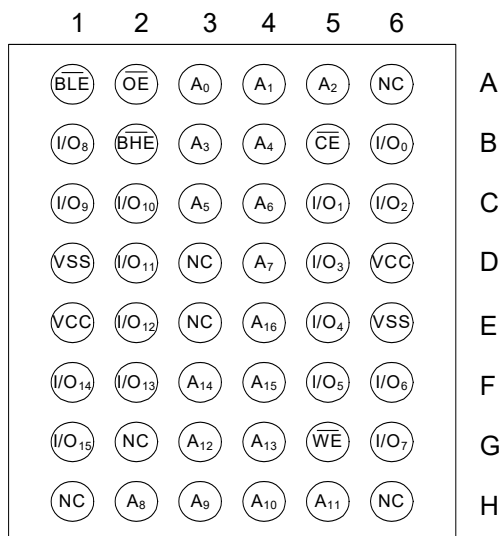 1 2 3 4 5 6
BLE OE A0 A1 A2 NC A
I/O8 BHE A3 A4 CE I/O0 B
I/O9 I/O10 A5 A6 I/O1 I/O2 C
VSS I/O11 NC A7 I/O3 VCC D
VCC I/O12 NC A16 I/O4 VSS E
I/O14 I/O13 A14 A15 I/O5 I/O6 F
I/O15 NC A12 A13 WE I/O7 G
NC A8 A9 A10 A11 NC H